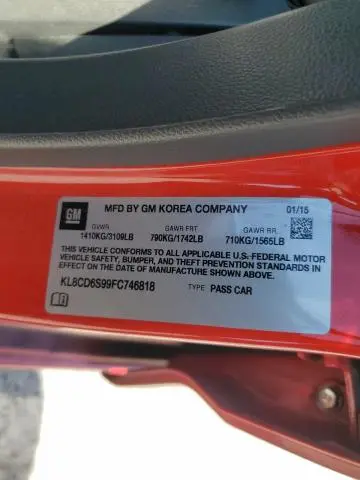 GM
MFD BY GM KOREA COMPANY 01/15
GVWR GAWR FRT GAWR RR
1410KG/3109LB 790KG/1742LB 710KG/1565LB
THIS VEHICLE CONFORMS TO ALL APPLICABLE U.S. FEDERAL MOTOR
VEHICLE SAFETY, BUMPER, AND THEFT PREVENTION STANDARDS IN
EFFECT ON THE DATE OF MANUFACTURE SHOWN ABOVE.
KL8CD6S99FC746818 TYPE: PASS CAR